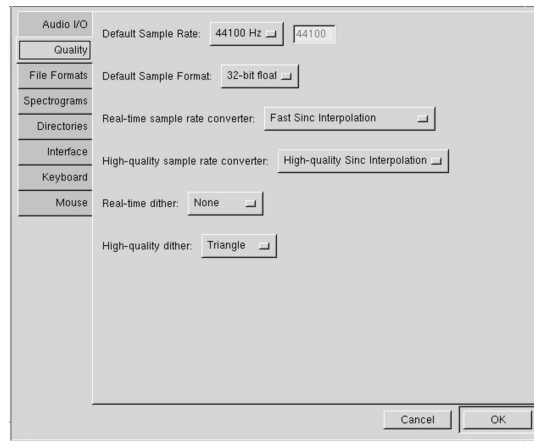 Audio I/O
Quality
File Formats
Spectrograms
Directories
Interface
Keyboard
Mouse
Default Sample Rate: 44100 Hz 44100
Default Sample Format: 32-bit float
Real-time sample rate converter: Fast Sinc Interpolation
High-quality sample rate converter: High-quality Sinc Interpolation
Real-time dither: None
High-quality dither: Triangle
Cancel OK